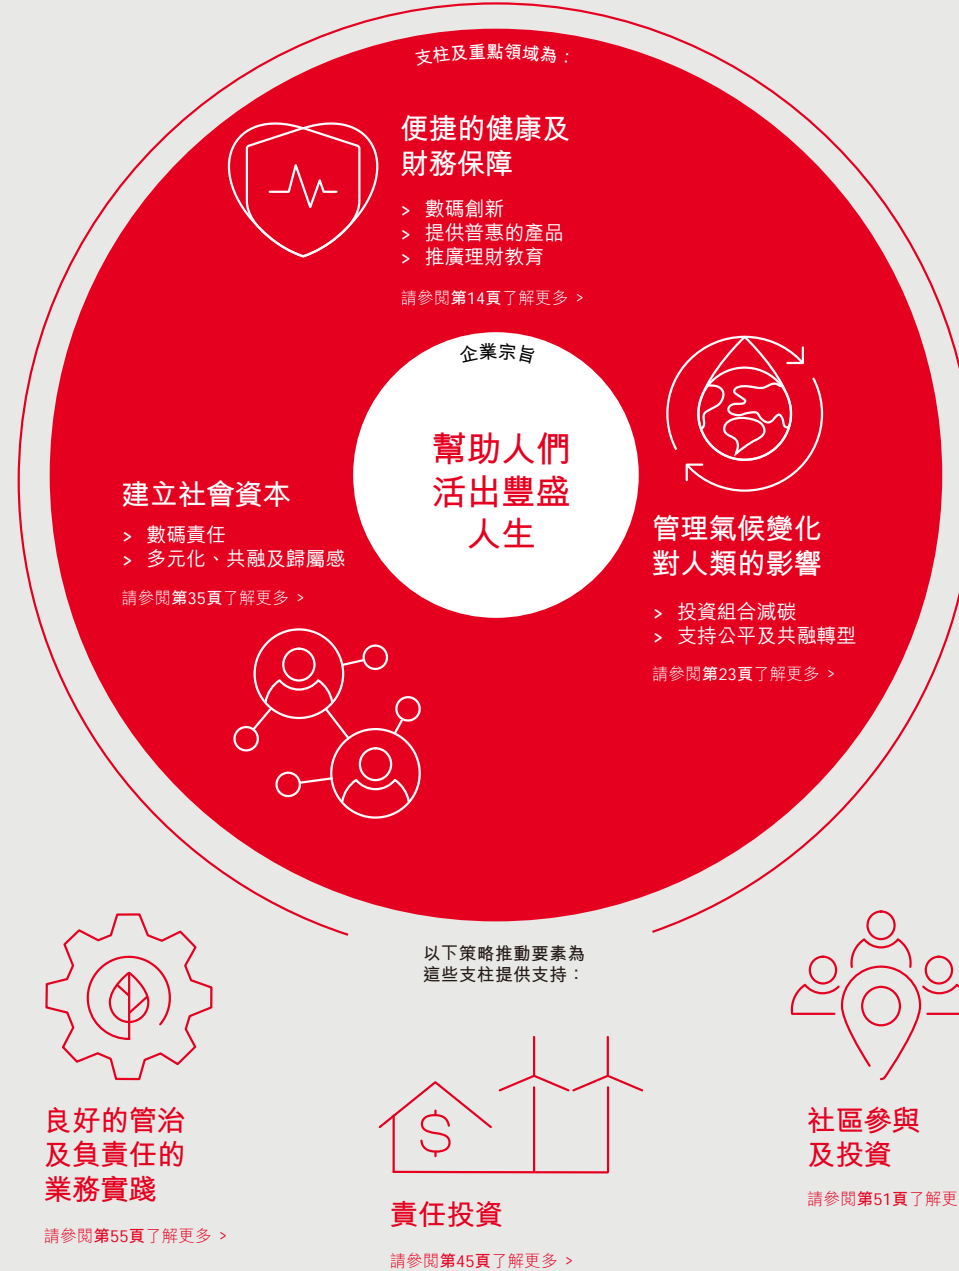 支柱及重點領域為：
便捷的健康及
財務保障
> 數碼創新
> 提供普惠的產品
> 推廣理財教育
請參閱第14頁了解更多 >
企業宗旨
幫助人們
活出豐盛
人生
建立社會資本
> 數碼責任
> 多元化、共融及歸屬感
請參閱第35頁了解更多 >
管理氣候變化
對人類的影響
> 投資組合減碳
> 支持公平及共融轉型
請參閱第23頁了解更多 >
以下策略推動要素為
這些支柱提供支持：
良好的管治
及負責任的
業務實踐
請參閱第55頁了解更多 >
$
責任投資
請參閱第45頁了解更多 >
社區參與
及投資
請參閱第51頁了解更